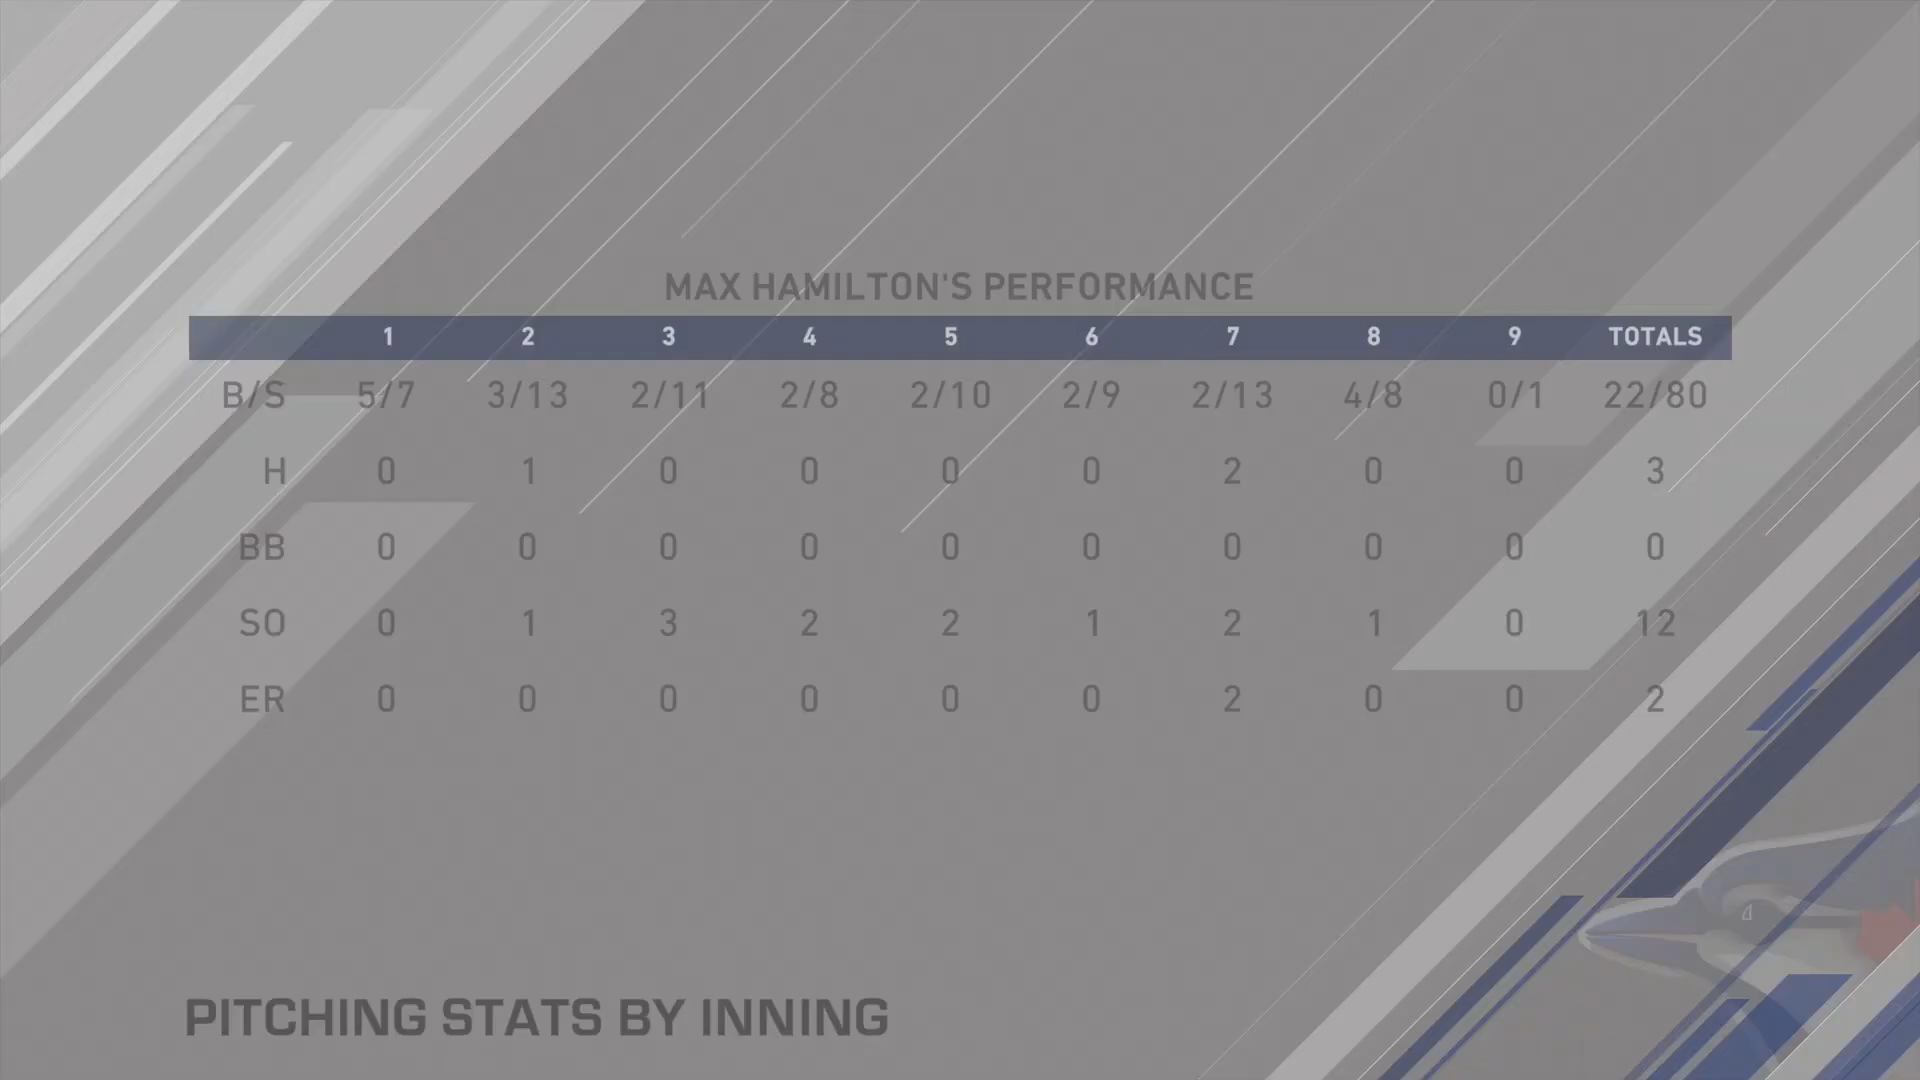 MAX HAMILTON'S PERFORMANCE
1 2 3 4 5 6 7 8 9 TOTALS
B/S 5/7 3/13 2/11 2/8 2/10 2/9 2/13 4/8 0/1 22/80
H 0 1 0 0 0 0 2 0 0 3
BB 0 0 0 0 0 0 0 0 0 0
SO 0 1 3 2 2 1 2 1 0 12
ER 0 0 0 0 0 0 2 0 0 2
PITCHING STATS BY INNING